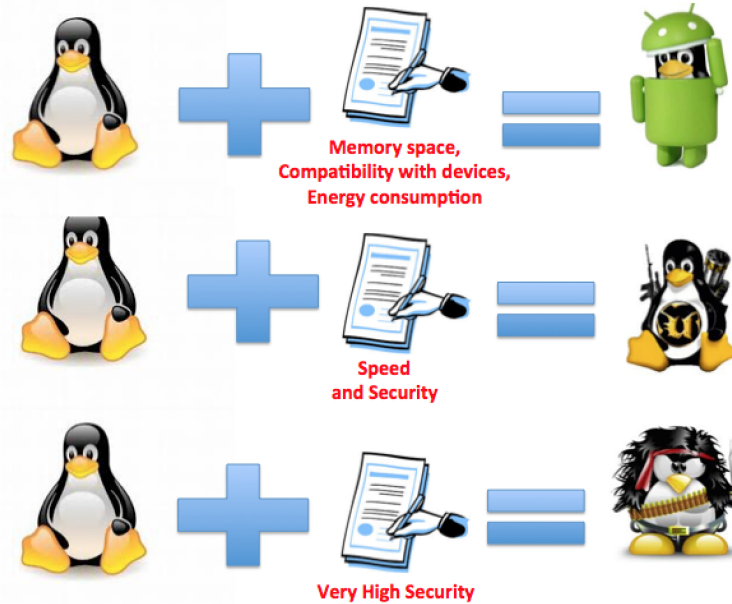 Memory space,
Compatibility with devices,
Energy consumption
Speed
and Security
Very High Security